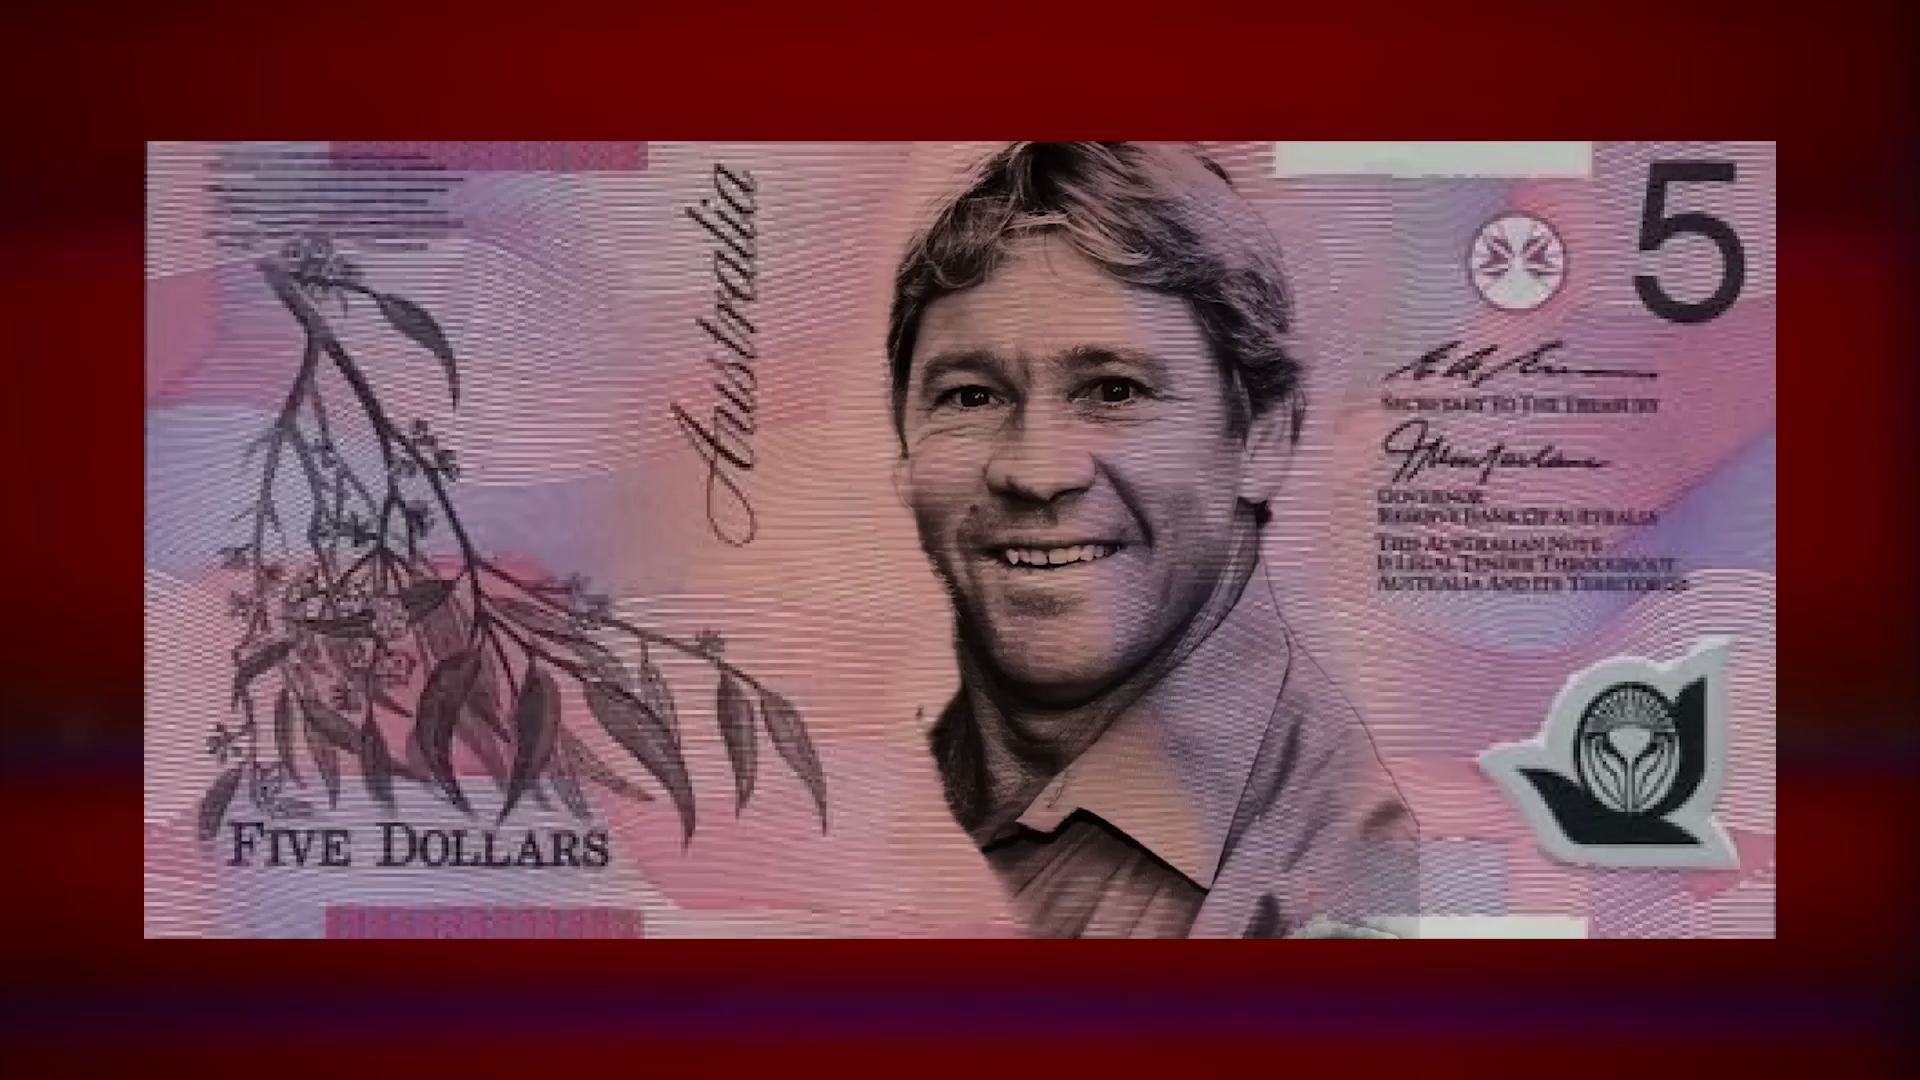 Australia
5
SECRETARY TO THE TREASURY
GOVERNOR
RESERVE BANK OF AUSTRALIA
THIS AUSTRALIAN NOTE
IS LEGAL TENDER THROUGHOUT
AUSTRALIA AND ITS TERRITORIES
FIVE DOLLARS